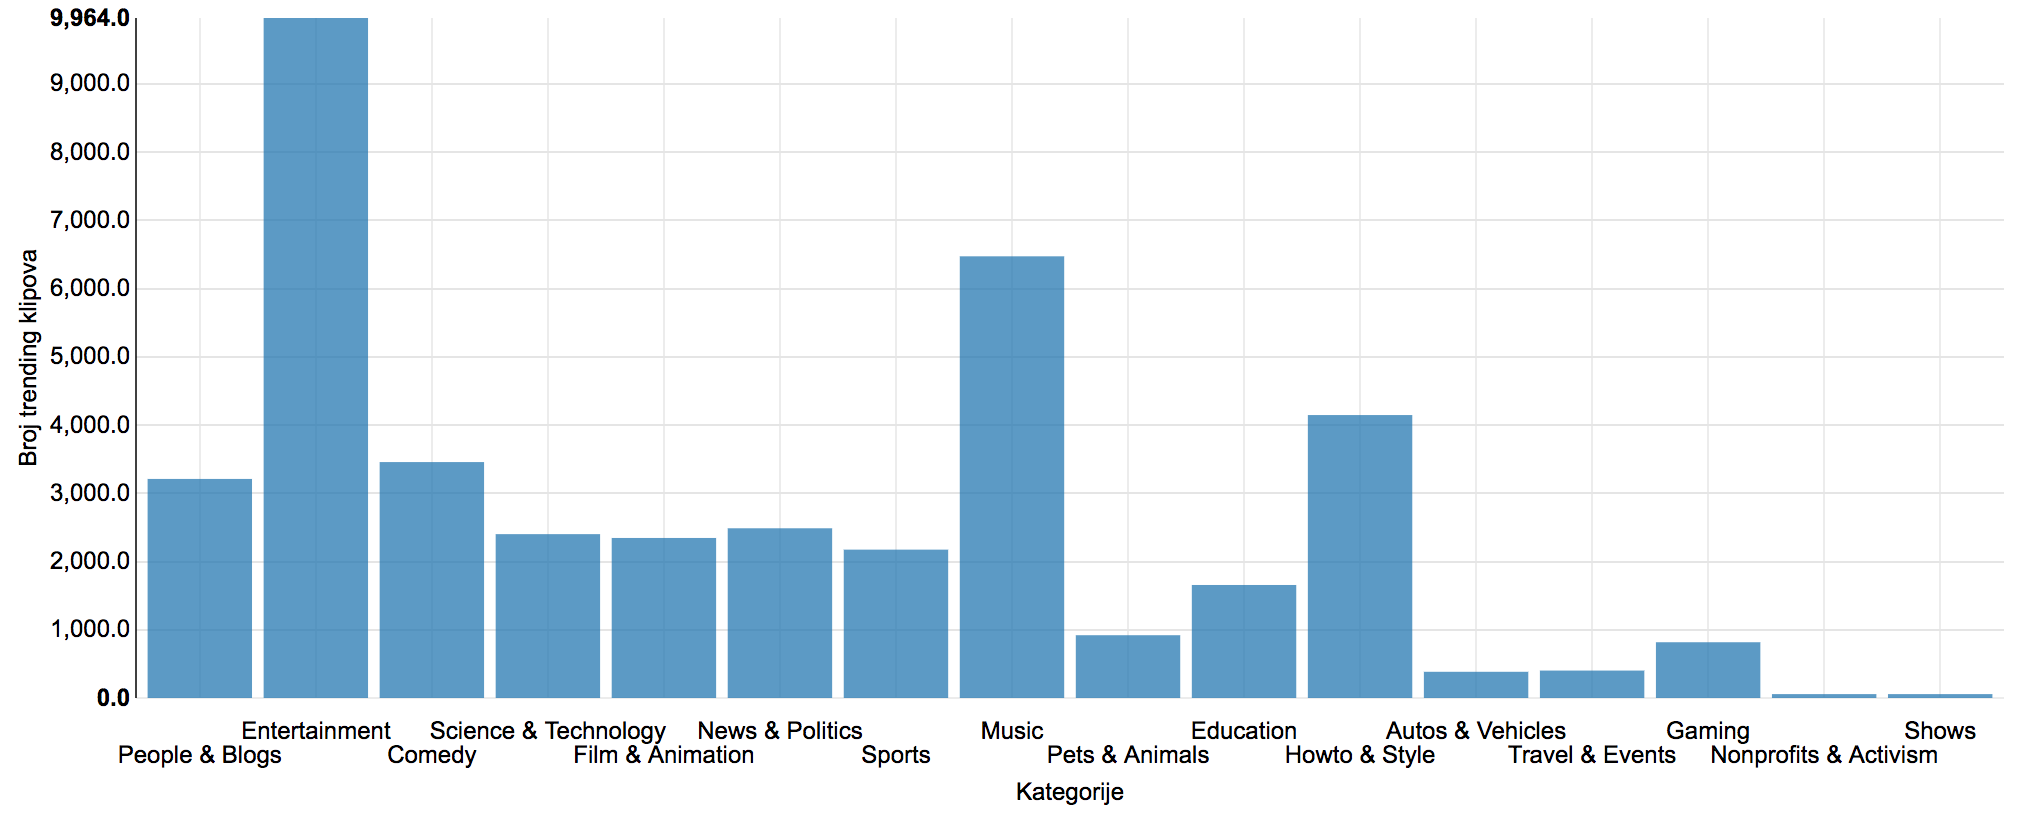 9,964.0
9,000.0
8,000.0
7,000.0
6,000.0
5,000.0
4,000.0
3,000.0
2,000.0
1,000.0
0.0
Broj trending klipova
Entertainment Science & Technology News & Politics Music Education Autos & Vehicles Gaming Shows
People & Blogs Comedy Film & Animation Sports Pets & Animals Howto & Style Travel & Events Nonprofits & Activism
Kategorije